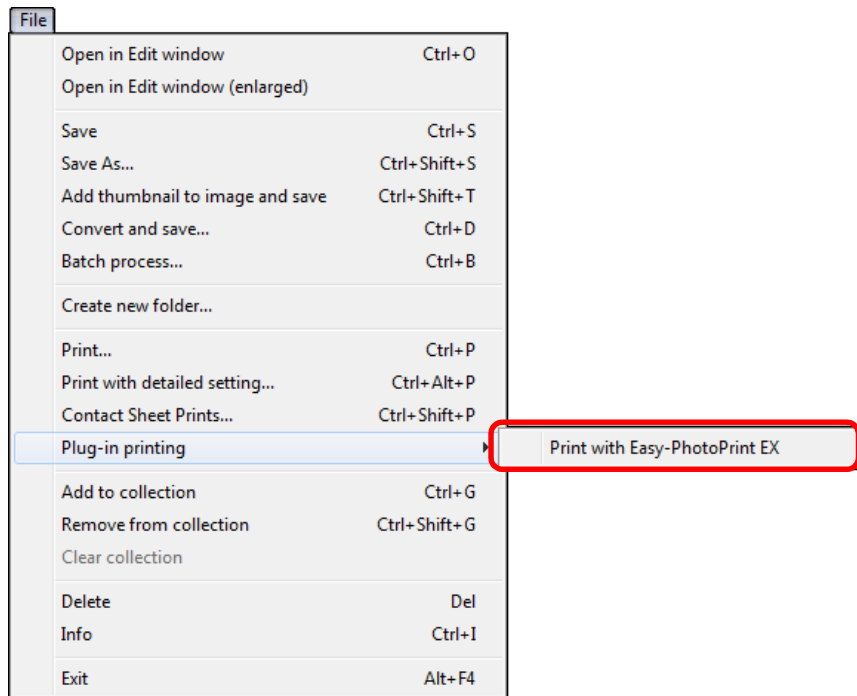 File
Open in Edit window Ctrl+O
Open in Edit window (enlarged)
Save Ctrl+S
Save As... Ctrl+Shift+S
Add thumbnail to image and save Ctrl+Shift+T
Convert and save... Ctrl+D
Batch process... Ctrl+B
Create new folder...
Print... Ctrl+P
Print with detailed setting... Ctrl+Alt+P
Contact Sheet Prints... Ctrl+Shift+P
Plug-in printing Print with Easy-PhotoPrint EX
Add to collection Ctrl+G
Remove from collection Ctrl+Shift+G
Clear collection
Delete Del
Info Ctrl+I
Exit Alt+F4